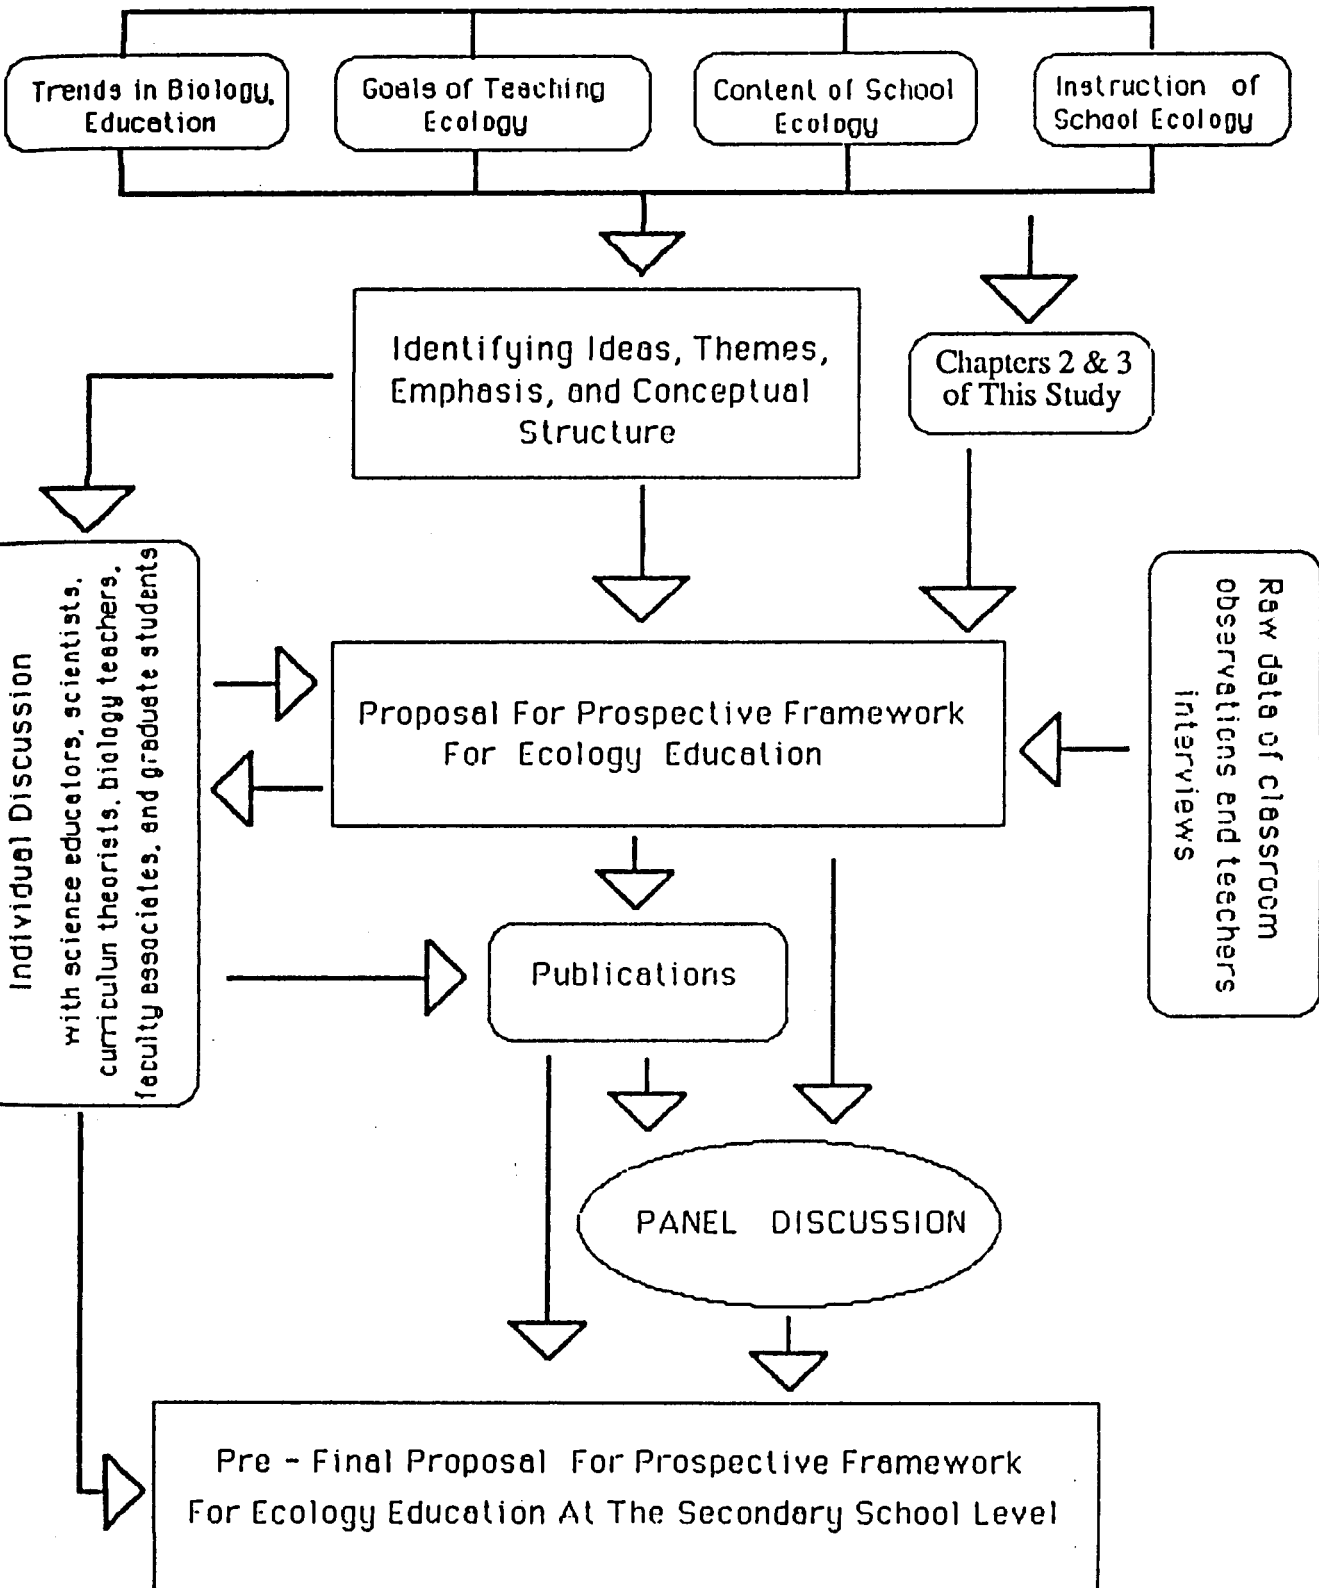 Trends in Biology.
Education
Goals of Teaching
Ecology
Content of School
Ecology
Instruction of
School Ecology
Identifying Ideas, Themes,
Emphasis, and Conceptual
Structure
Chapters 2 & 3
of This Study
Individual Discussion
with science educators, scientists,
curriculun theorists, biology teachers,
faculty associates, and graduate students
Proposal For Prospective Framework
For Ecology Education
Raw data of classroom
observations and teachers
interviews
Publications
PANEL DISCUSSION
Pre - Final Proposal For Prospective Framework
For Ecology Education At The Secondary School Level